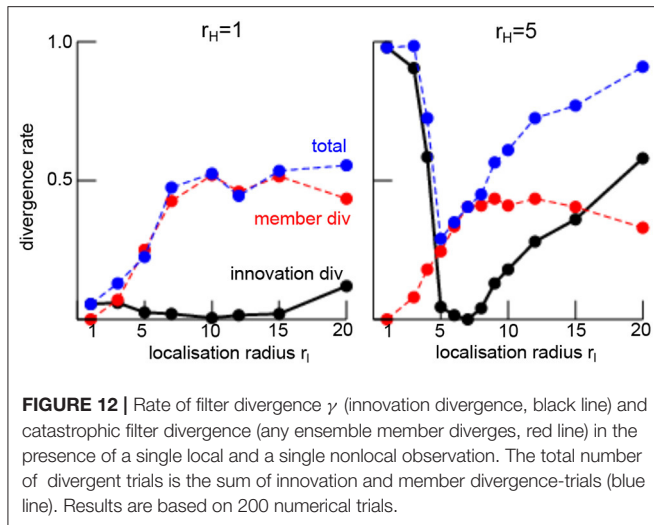 r_H=1
r_H=5
1.0
0.5
divergence rate
total
member div
innovation div
1 5 10 15 20
1 5 10 15 20
localisation radius r_l
localisation radius r_l
FIGURE 12 | Rate of filter divergence γ (innovation divergence, black line) and
catastrophic filter divergence (any ensemble member diverges, red line) in the
presence of a single local and a single nonlocal observation. The total number
of divergent trials is the sum of innovation and member divergence-trials (blue
line). Results are based on 200 numerical trials.